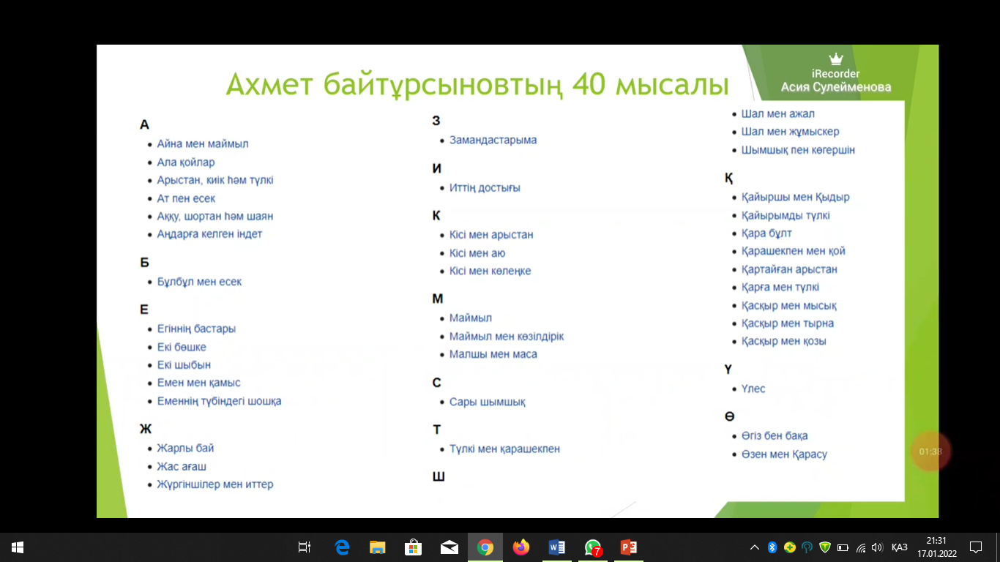 Ахмет байтұрсыновтың 40 мысалы
iRecorder
Асия Сулейменова
А
Айна мен маймыл
Ала қойлар
Арыстан, киік һәм түлкі
Ат пен есек
Аққу, шортан һәм шаян
Аңдарға келген індет
Б
Бұлбұл мен есек
Е
Егіннің бастары
Екі бөшке
Екі шыбын
Емен мен қамыс
Еменнің түбіндегі шошқа
Ж
Жарлы бай
Жас ағаш
Жүргіншілер мен иттер
З
Замандастарыма
И
Иттің достығы
К
Кісі мен арыстан
Кісі мен аю
Кісі мен көлеңке
М
Маймыл
Маймыл мен көзілдірік
Малшы мен маса
С
Сары шымшық
Т
Түлкі мен қарашекпен
Ш
Шал мен ажал
Шал мен жұмыскер
Шымшық пен көгершін
Қ
Қайыршы мен Қыдыр
Қайырымды түлкі
Қара бұлт
Қарашекпен мен қой
Қартайған арыстан
Қарға мен түлкі
Қасқыр мен мысық
Қасқыр мен тырна
Қасқыр мен қозы
Ү
Үлес
Ө
Өгіз бен бақа
Өзен мен Қарасу
01:38
7
ҚАЗ
21:31
17.01.2022